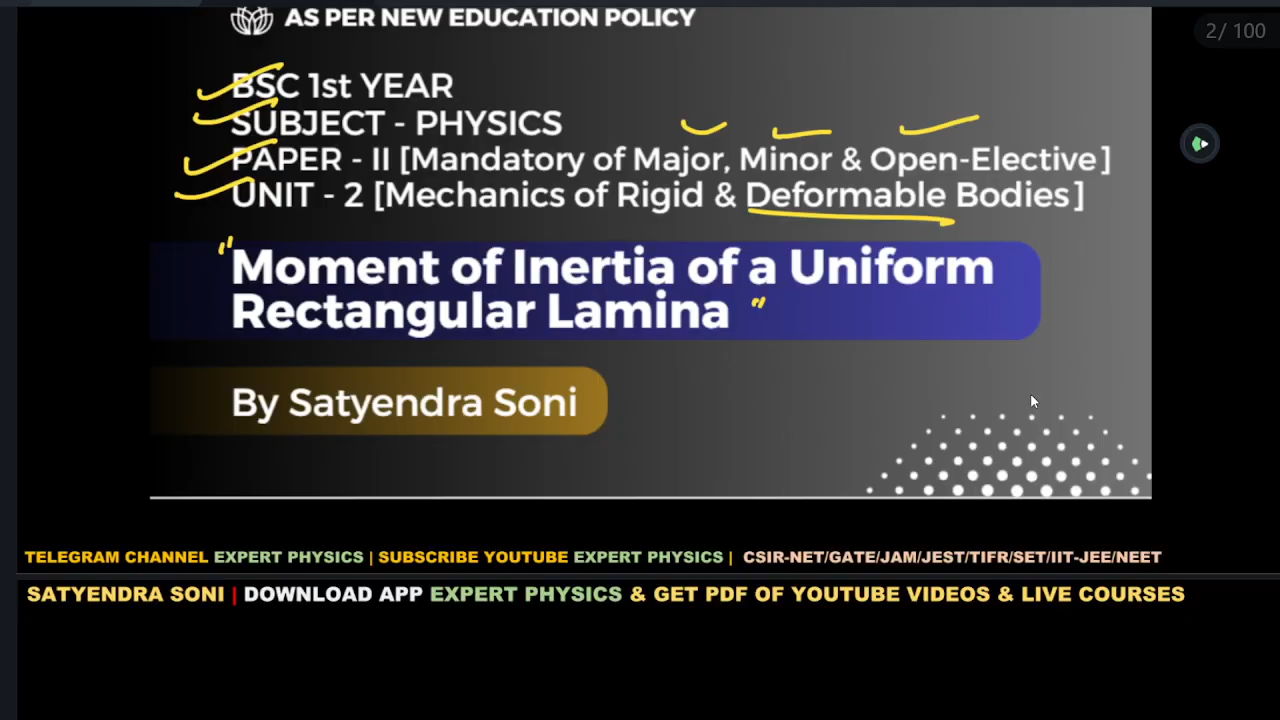 2/ 100
AS PER NEW EDUCATION POLICY
BSC 1st YEAR
SUBJECT - PHYSICS
PAPER - II [Mandatory of Major, Minor & Open-Elective]
UNIT - 2 [Mechanics of Rigid & Deformable Bodies]
"Moment of Inertia of a Uniform
Rectangular Lamina "
By Satyendra Soni
TELEGRAM CHANNEL EXPERT PHYSICS | SUBSCRIBE YOUTUBE EXPERT PHYSICS | CSIR-NET/GATE/JAM/JEST/TIFR/SET/IIT-JEE/NEET
SATYENDRA SONI | DOWNLOAD APP EXPERT PHYSICS & GET PDF OF YOUTUBE VIDEOS & LIVE COURSES